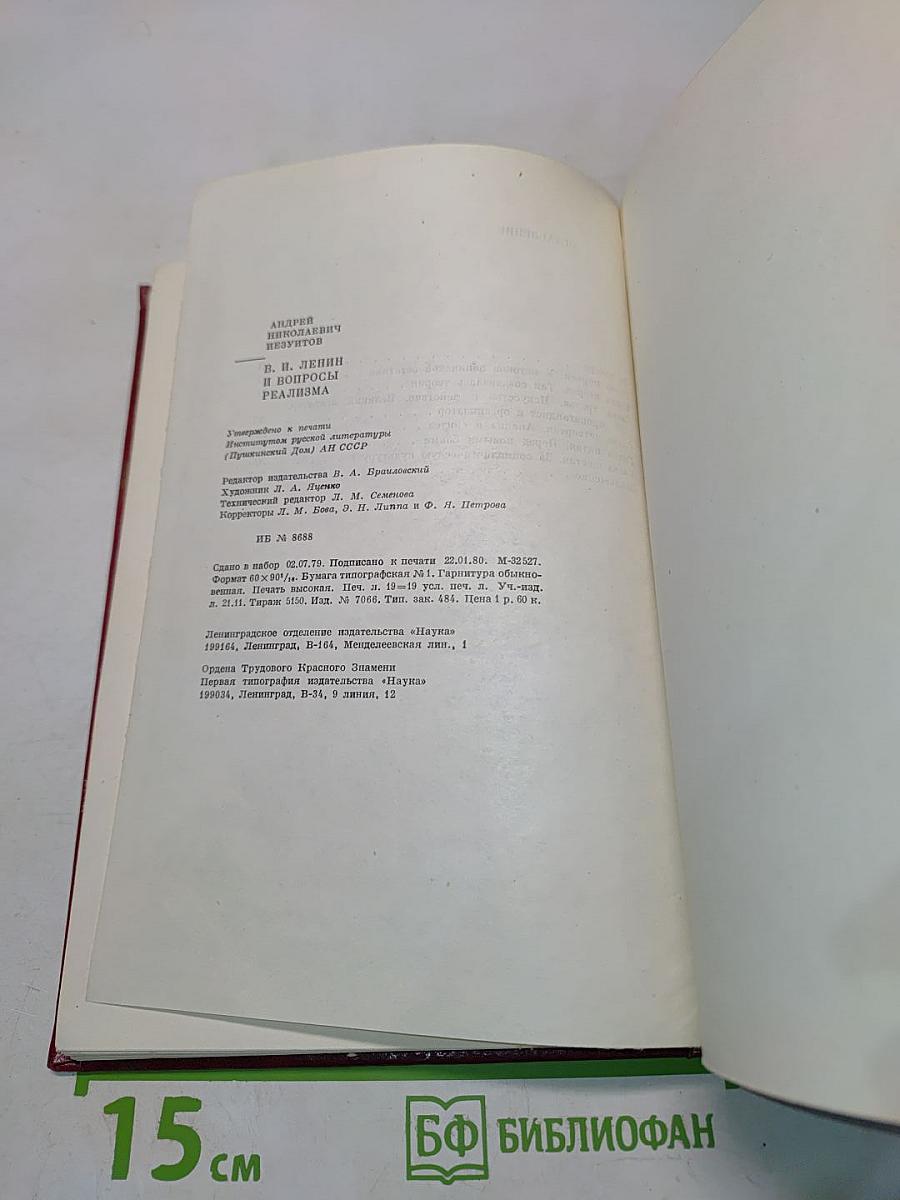 АНДРЕЙ
НИКОЛАЕВИЧ
ИЕЗУИТОВ
В. И. ЛЕНИН
И ВОПРОСЫ
РЕАЛИЗМА
Утверждено к печати
Институтом русской литературы
(Пушкинский Дом) АН СССР
Редактор издательства В. А. Браиловский
Художник Л. А. Яценко
Технический редактор Л. М. Семенова
Корректоры Л. М. Бова, Э. Н. Липпа и Ф. Я. Петрова
ИБ № 8688
Сдано в набор 02.07.79. Подписано к печати 22.01.80. М-32527.
Формат 60×90¹/₁₆. Бумага типографская № 1. Гарнитура обыкно-
венная. Печать высокая. Печ. л. 19=19 усл. печ. л. Уч.-изд.
л. 21.11. Тираж 5150. Изд. № 7066. Тип. зак. 484. Цена 1 р. 60 к.
Ленинградское отделение издательства «Наука»
199164, Ленинград, В-164, Менделеевская лин., 1
Ордена Трудового Красного Знамени
Первая типография издательства «Наука»
199034, Ленинград, В-34, 9 линия, 12
15 см
БФ БИБЛИОФАН